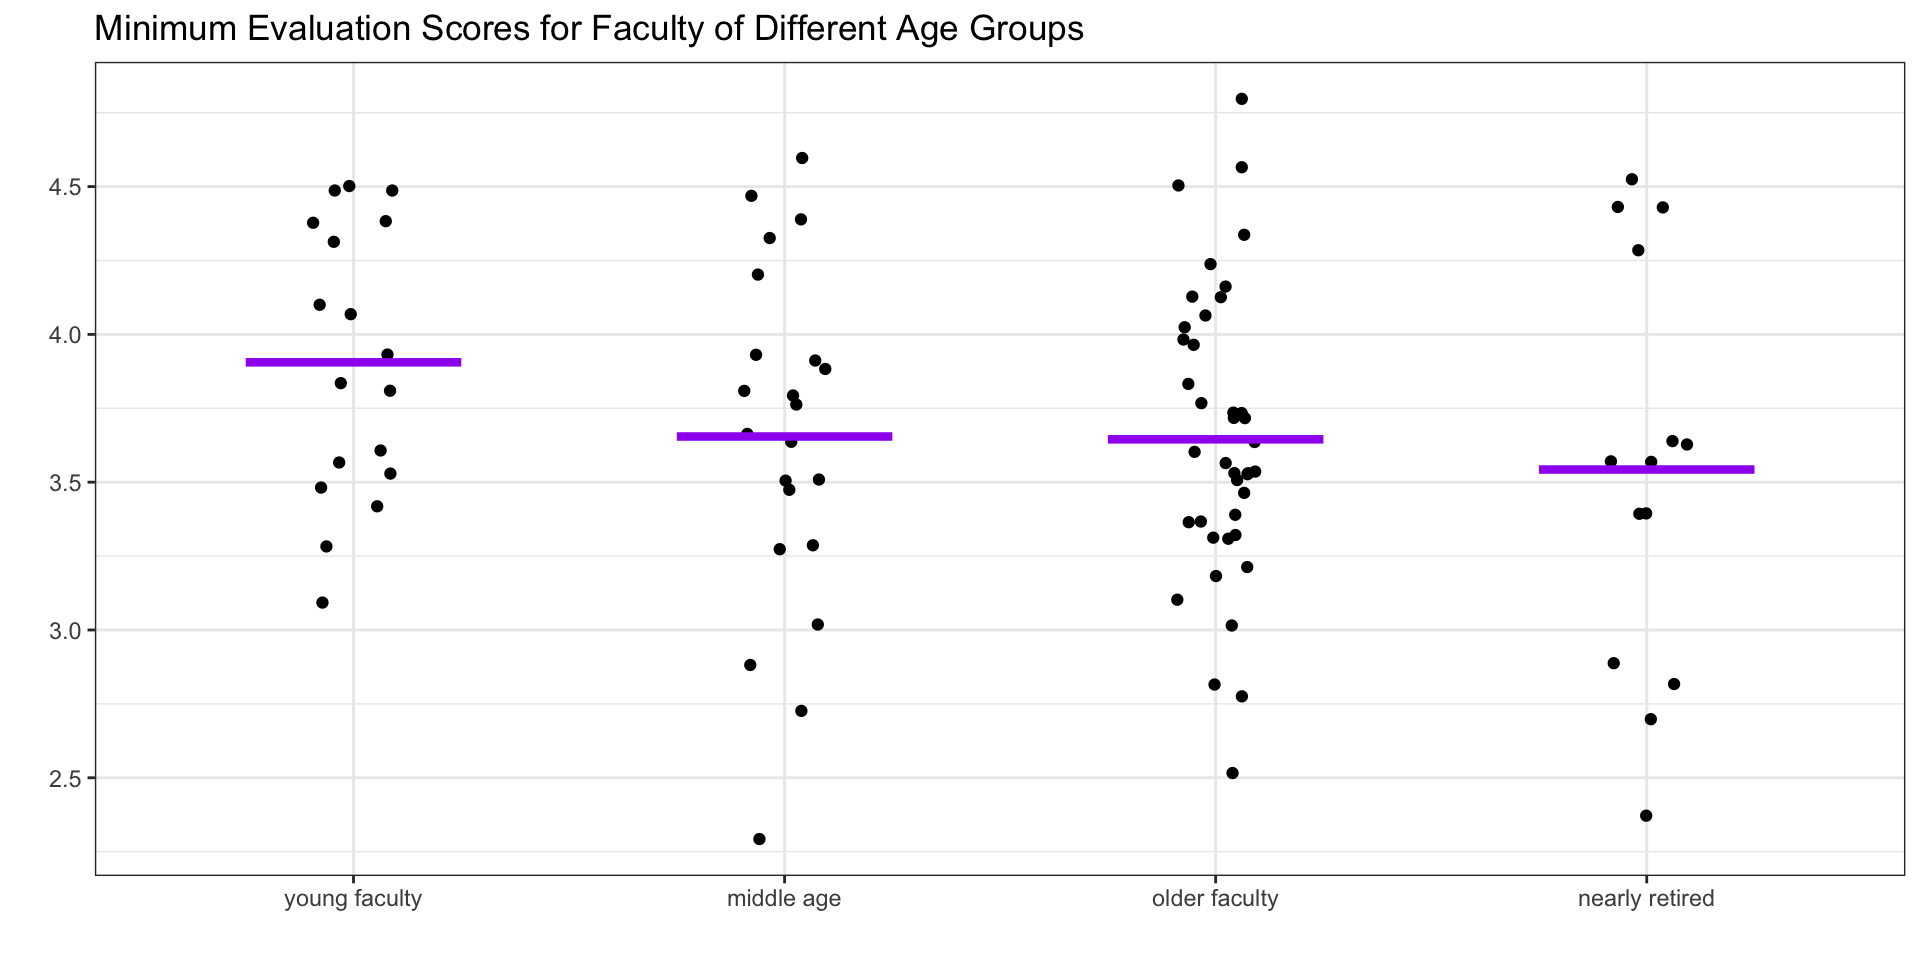 Minimum Evaluation Scores for Faculty of Different Age Groups
4.5
4.0
3.5
3.0
2.5
young faculty middle age older faculty nearly retired